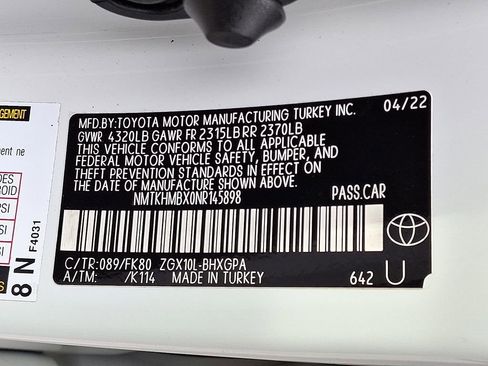 MFD.BY:TOYOTA MOTOR MANUFACTURING TURKEY INC. 04/22
GVWR 4320LB GAWR FR 2315LB RR 2370LB
THIS VEHICLE CONFORMS TO ALL APPLICABLE
FEDERAL MOTOR VEHICLE SAFETY, BUMPER, AND
THEFT PREVENTION STANDARDS IN EFFECT ON
THE DATE OF MANUFACTURE SHOWN ABOVE.
NMTKHMBX0NR145898 PASS.CAR
C/TR:089/FK80 ZGX10L-BHXGPA
A/TM: /K114 MADE IN TURKEY 642 U
8 N F4031